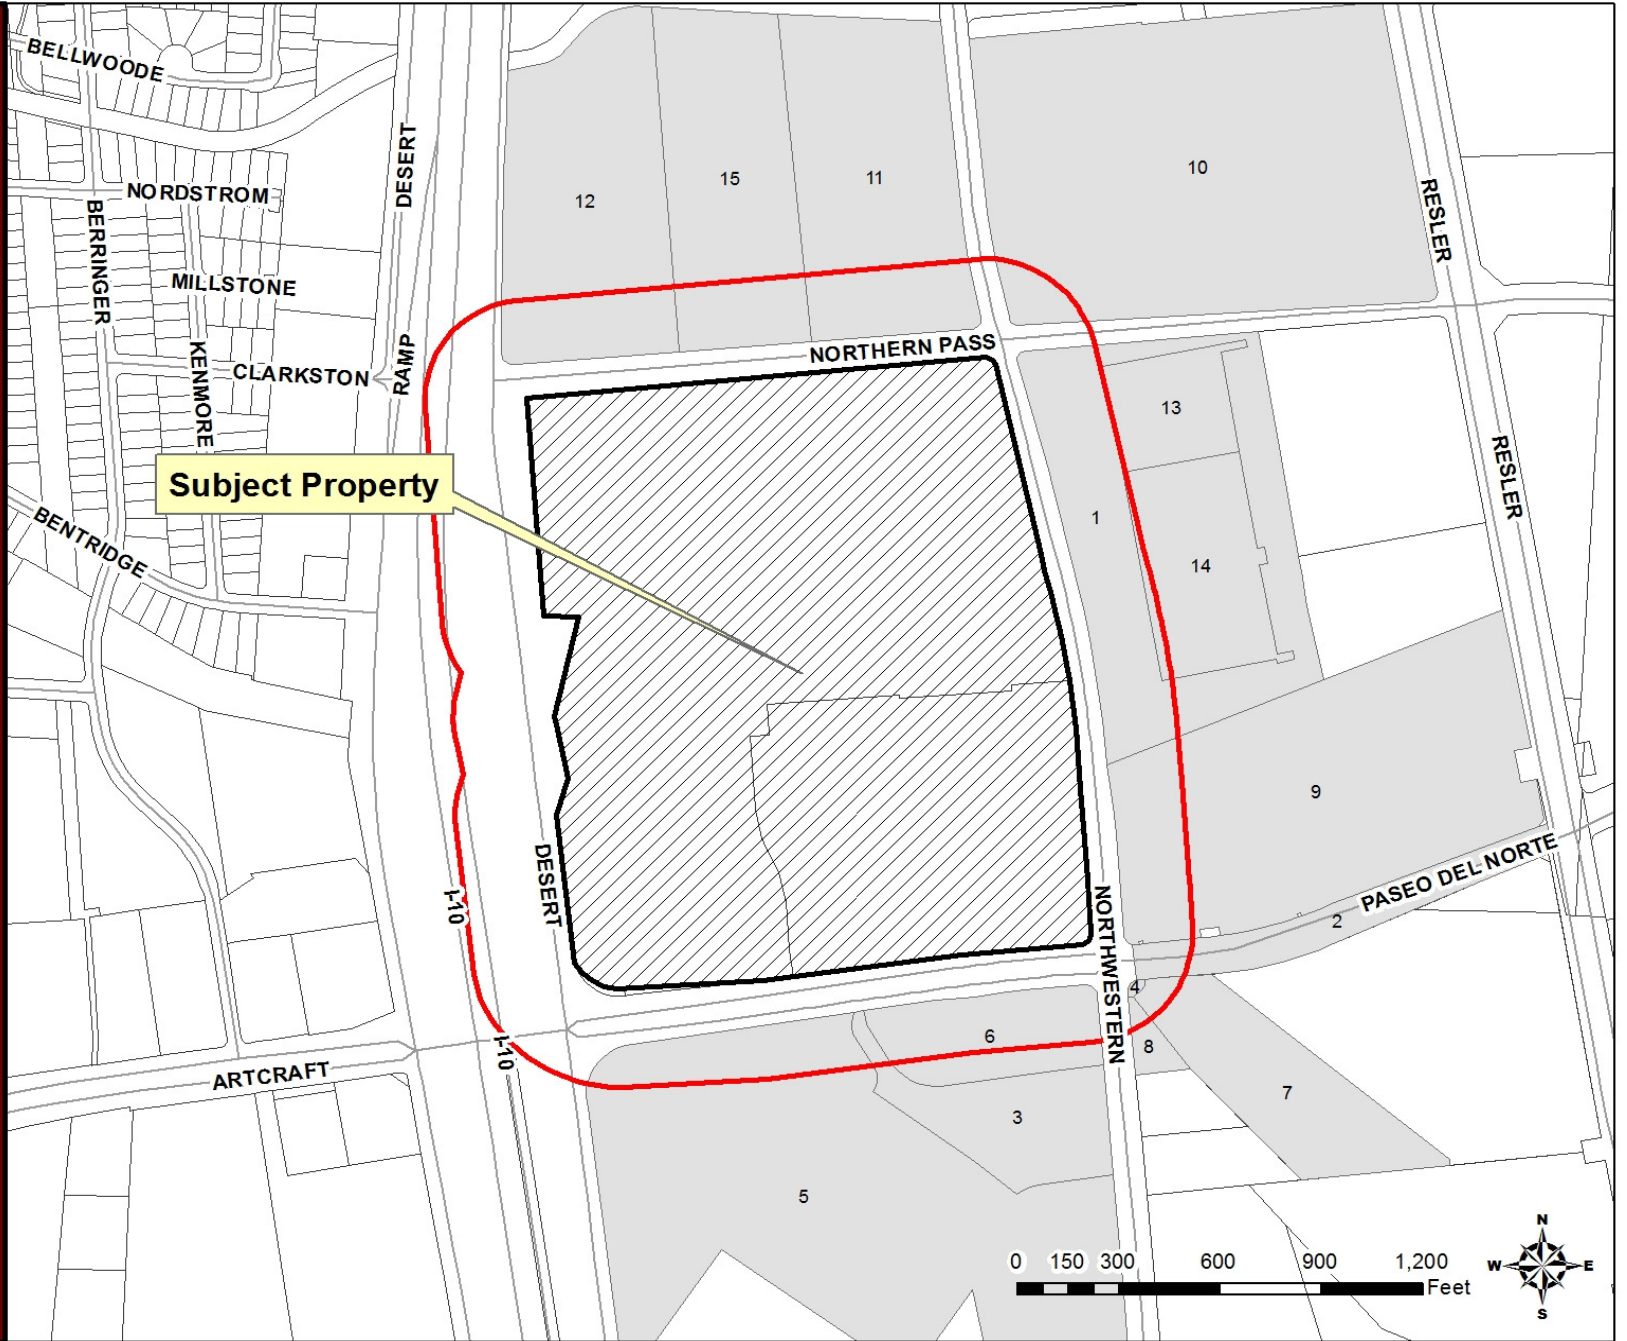 BELLWOODE
DESERT
12
15
11
10
RESLER
NORDSTROM
BERRINGER
MILLSTONE
KENMORE
CLARKSTON
RAMP
NORTHERN PASS
13
RESLER
Subject Property
1
BENTRIDGE
14
9
DESERT
I-10
NORTHWESTERN
PASEO DEL NORTE
2
4
6
I-10
8
ARTCRAFT
7
3
5
N
W E
S
0 150 300 600 900 1,200
Feet